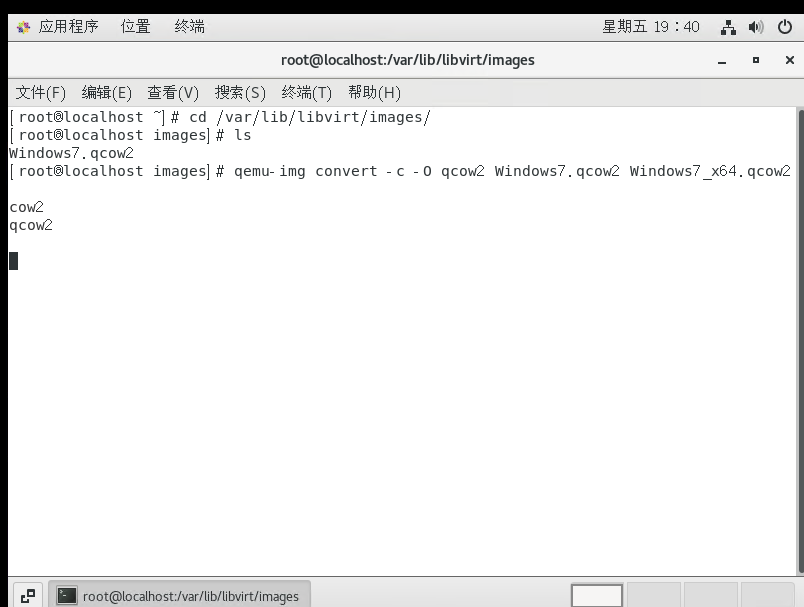 应用程序 位置 终端 星期五 19:40
root@localhost:/var/lib/libvirt/images
文件(F) 编辑(E) 查看(V) 搜索(S) 终端(T) 帮助(H)
[root@localhost ~]# cd /var/lib/libvirt/images/
[root@localhost images]# ls
Windows7.qcow2
[root@localhost images]# qemu-img convert -c -O qcow2 Windows7.qcow2 Windows7_x64.qcow2
cow2
qcow2
root@localhost:/var/lib/libvirt/images